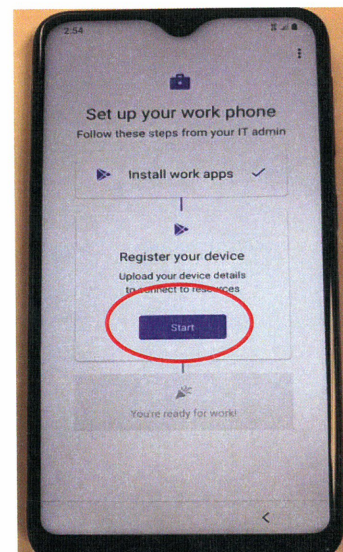 2:54
Set up your work phone
Follow these steps from your IT admin
Install work apps
Register your device
Upload your device details
to connect to resources
Start
You're ready for work!